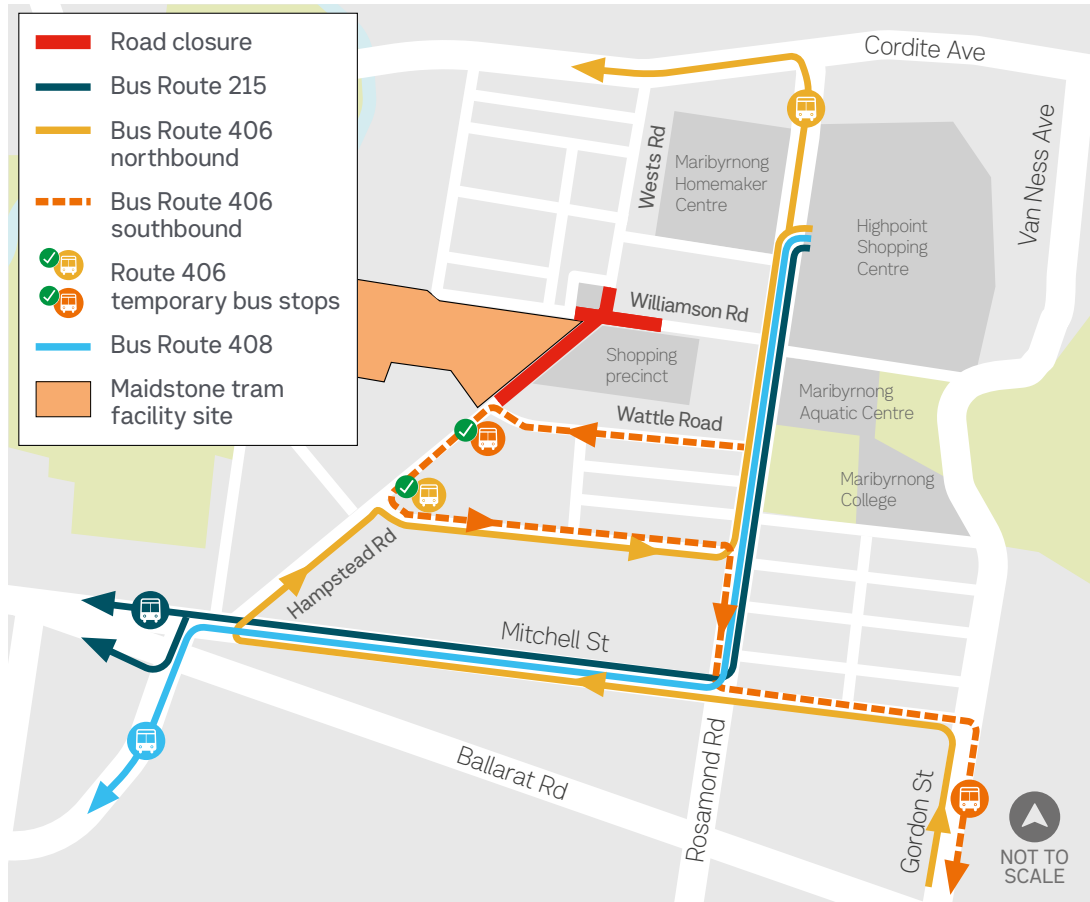 Road closure
Bus Route 215
Bus Route 406
northbound
Bus Route 406
southbound
Route 406
temporary bus stops
Bus Route 408
Maidstone tram
facility site
Cordite Ave
Van Ness Ave
Wests Rd
Maribyrnong
Homemaker
Centre
Highpoint
Shopping
Centre
Williamson Rd
Shopping
precinct
Maribyrnong
Aquatic Centre
Wattle Road
Maribyrnong
College
Hampstead Rd
Mitchell St
Ballarat Rd
Rosamond Rd
Gordon St
NOT TO
SCALE